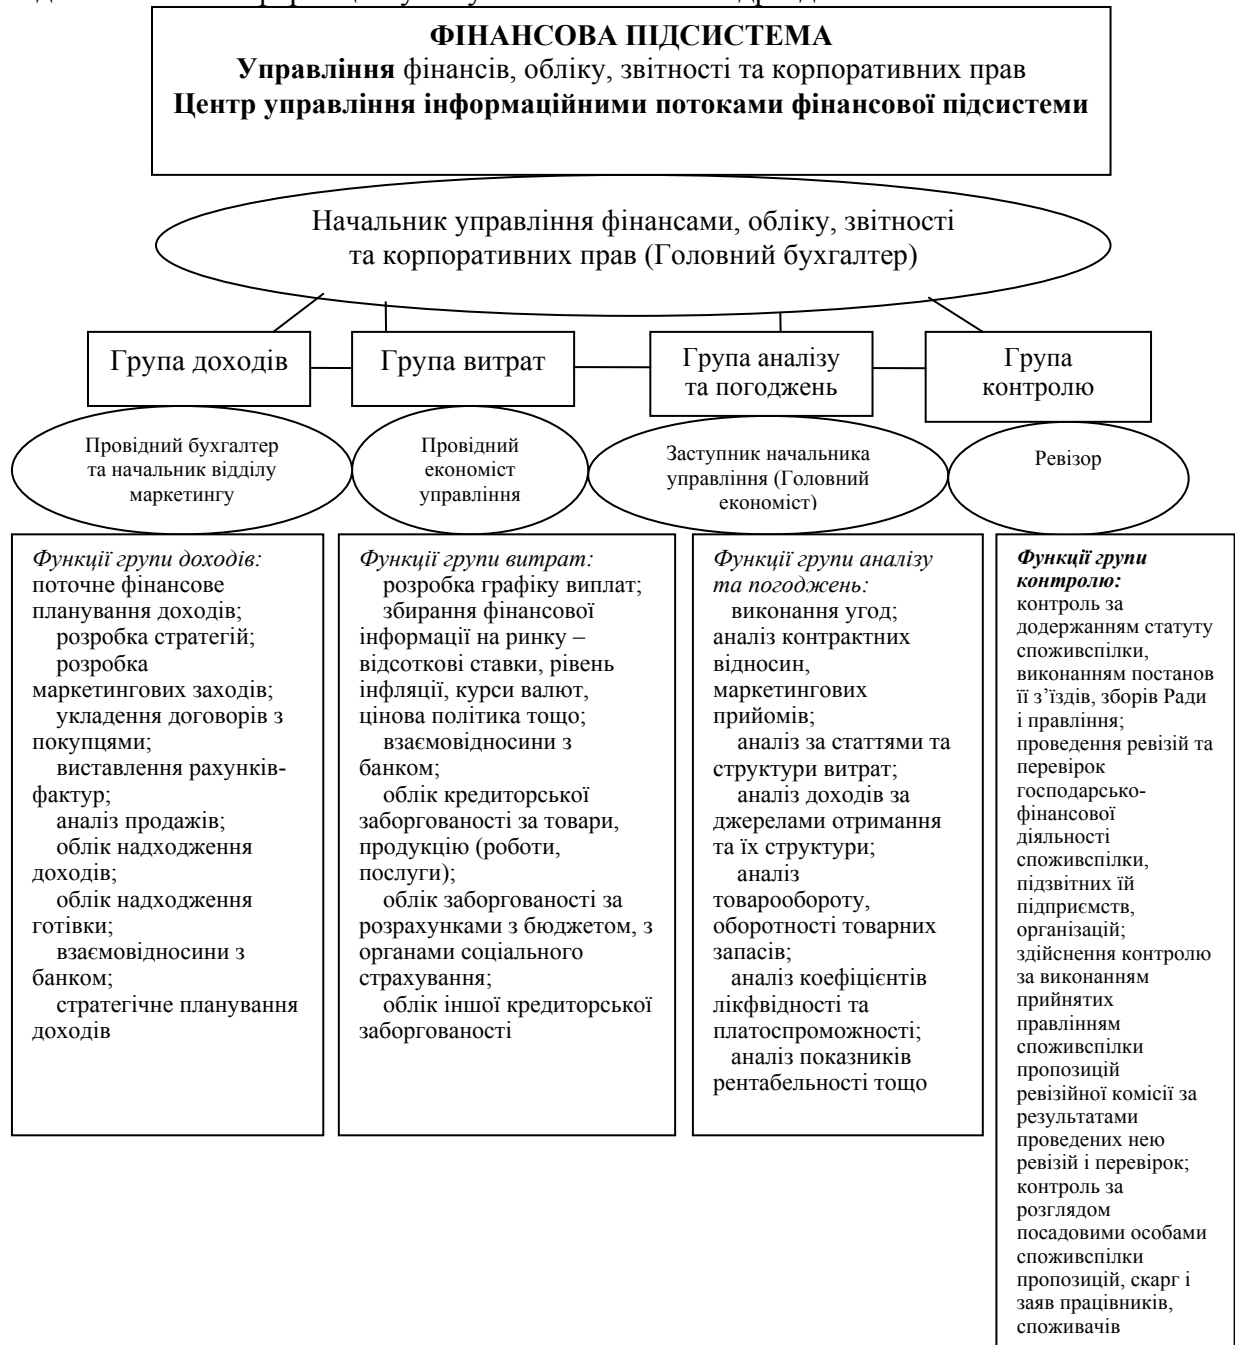 ФІНАНСОВА ПІДСИСТЕМА
Управління фінансів, обліку, звітності та корпоративних прав
Центр управління інформаційними потоками фінансової підсистеми
Начальник управління фінансами, обліку, звітності
та корпоративних прав (Головний бухгалтер)
Група доходів
Група витрат
Група аналізу
та погоджень
Група
контролю
Провідний бухгалтер
та начальник відділу
маркетингу
Провідний
економіст
управління
Заступник начальника
управління (Головний
економіст)
Ревізор
Функції групи доходів:
поточне фінансове
планування доходів;
розробка стратегій;
розробка
маркетингових заходів;
укладення договорів з
покупцями;
виставлення рахунків-
фактур;
аналіз продажів;
облік надходження
доходів;
облік надходження
готівки;
взаємовідносини з
банком;
стратегічне планування
доходів
Функції групи витрат:
розробка графіку виплат;
збирання фінансової
інформації на ринку –
відсоткові ставки, рівень
інфляції, курси валют,
цінова політика тощо;
взаємовідносини з
банком;
облік кредиторської
заборгованості за товари,
продукцію (роботи,
послуги);
облік заборгованості за
розрахунками з бюджетом, з
органами соціального
страхування;
облік іншої кредиторської
заборгованості
Функції групи аналізу
та погоджень:
виконання угод;
аналіз контрактних
відносин,
маркетингових
прийомів;
аналіз за статтями та
структури витрат;
аналіз доходів за
джерелами отримання
та їх структури;
аналіз
товарообороту,
оборотності товарних
запасів;
аналіз коефіцієнтів
лікфвідності та
платоспроможності;
аналіз показників
рентабельності тощо
Функції групи
контролю:
контроль за
додержанням статуту
споживспілки,
виконанням постанов
її з’їздів, зборів Ради
і правління;
проведення ревізій та
перевірок
господарсько-
фінансової
діяльності
споживспілки,
підзвітних їй
підприємств,
організацій;
здійснення контролю
за виконанням
прийнятих
правлінням
споживспілки
пропозицій
ревізійної комісії за
результатами
проведених нею
ревізій і перевірок;
контроль за
розглядом
посадовими особами
споживспілки
пропозицій, скарг і
заяв працівників,
споживачів